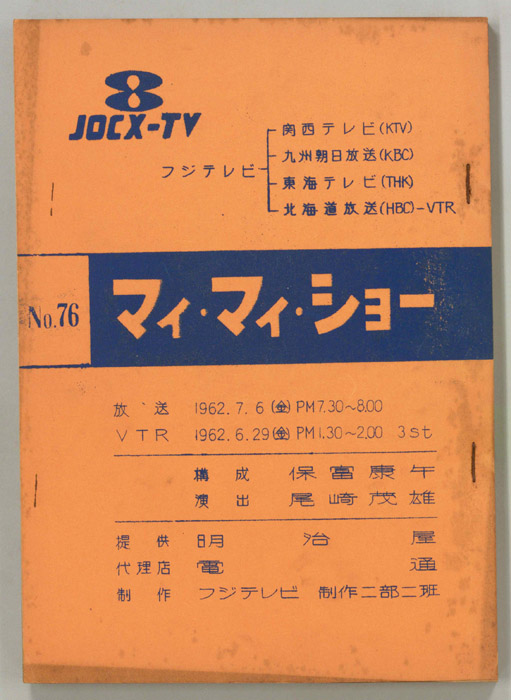 JOCX-TV
フジテレビ
関西テレビ(KTV)
九州朝日放送(KBC)
東海テレビ(THK)
北海道放送(HBC)-VTR
No.76
マィ・マィ・ショー
放送 1962.7.6(金)PM7.30~8.00
VTR 1962.6.29(金)PM1.30~2.00 3st
構成 保富康午
演出 尾崎茂雄
提供 明治屋
代理店 電通
制作 フジテレビ 制作二部二班